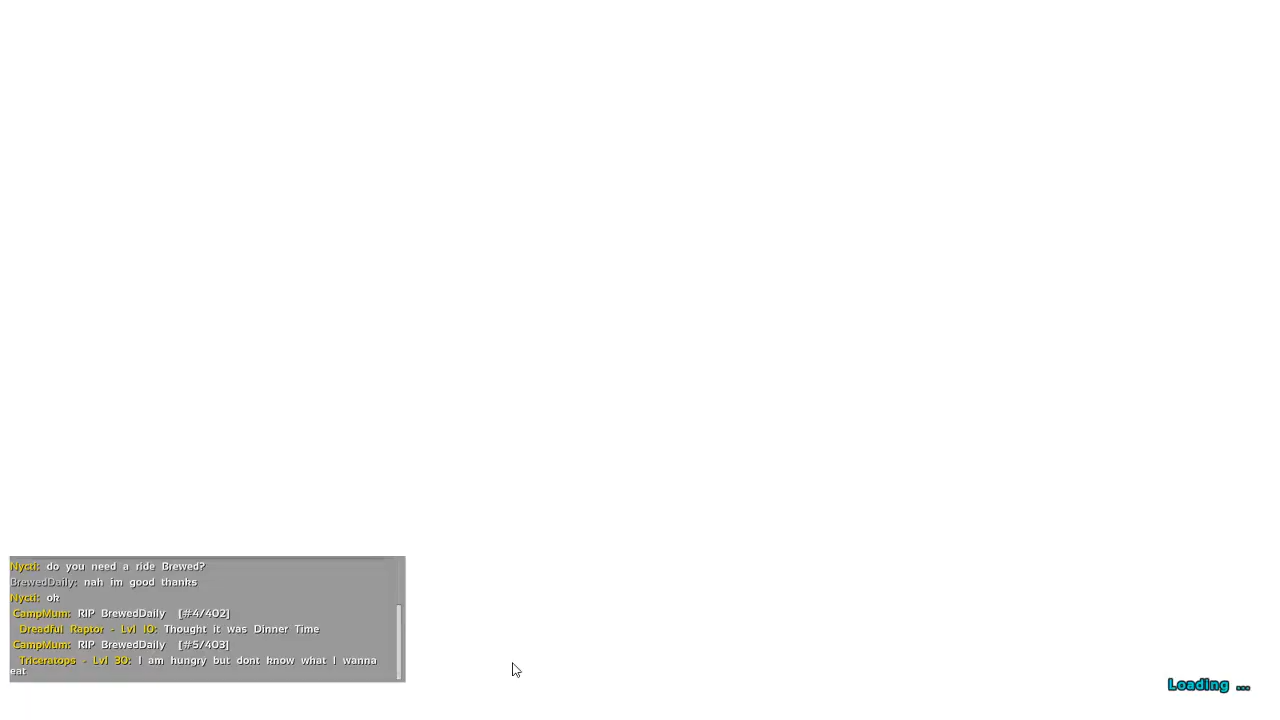 Nycti: do you need a ride Brewed?
BrewedDaily: nah im good thanks
Nycti: ok
CampMum: RIP BrewedDaily [#4/402]
Dreadful Raptor - Lvl 10: Thought it was Dinner Time
CampMum: RIP BrewedDaily [#5/403]
Triceratops - Lvl 30: I am hungry but dont know what I wanna
eat
Loading ...